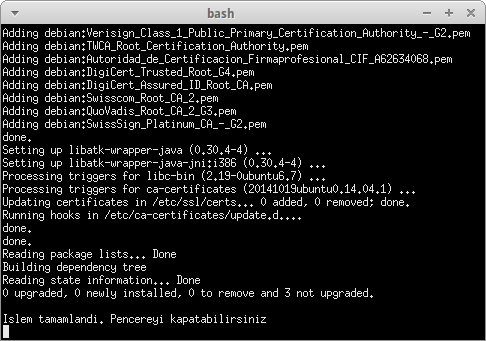 bash
Adding debian:Verisign_Class_1_Public_Primary_Certification_Authority_-_G2.pem
Adding debian:TWCA_Root_Certification_Authority.pem
Adding debian:Autoridad_de_Certificacion_Firmaprofesional_CIF_A62634068.pem
Adding debian:DigiCert_Trusted_Root_G4.pem
Adding debian:DigiCert_Assured_ID_Root_CA.pem
Adding debian:Swisscom_Root_CA_2.pem
Adding debian:QuoVadis_Root_CA_2_G3.pem
Adding debian:SwissSign_Platinum_CA_-_G2.pem
done.
Setting up libatk-wrapper-java (0.30.4-4) ...
Setting up libatk-wrapper-java-jni:i386 (0.30.4-4) ...
Processing triggers for libc-bin (2.19-0ubuntu6.7) ...
Processing triggers for ca-certificates (20141019ubuntu0.14.04.1) ...
Updating certificates in /etc/ssl/certs... 0 added, 0 removed; done.
Running hooks in /etc/ca-certificates/update.d....
done.
done.
Reading package lists... Done
Building dependency tree
Reading state information... Done
0 upgraded, 0 newly installed, 0 to remove and 3 not upgraded.
Islem tamamlandi. Pencereyi kapatabilirsiniz